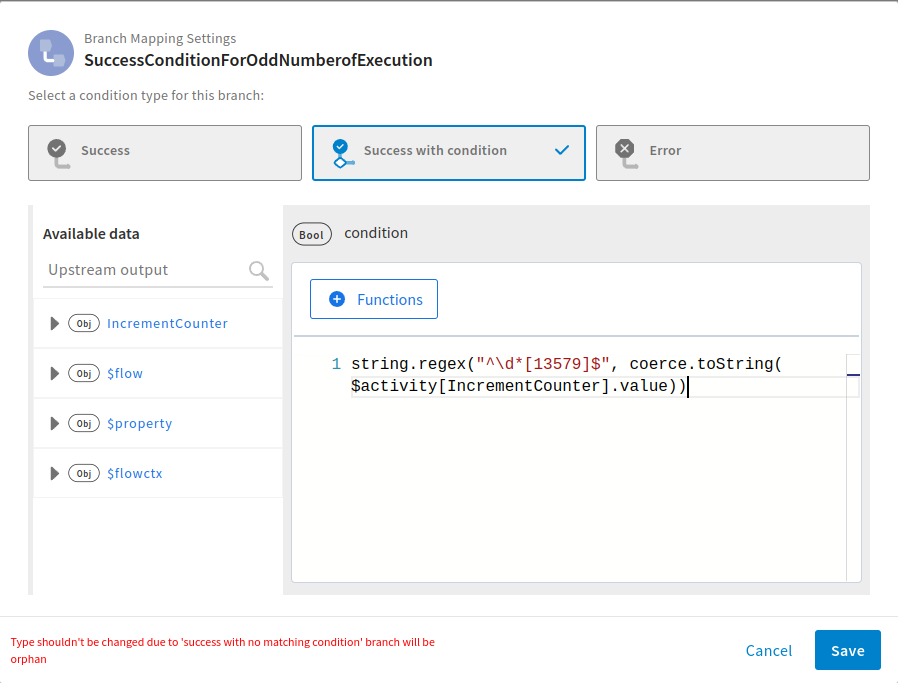 Branch Mapping Settings
SuccessConditionForOddNumberofExecution
Select a condition type for this branch:
Success
Success with condition
Error
Available data
Upstream output
Obj IncrementCounter
Obj $flow
Obj $property
Obj $flowctx
Bool condition
Functions
1 string.regex("^\\d*[13579]$", coerce.toString(
$activity[IncrementCounter].value))
Type shouldn't be changed due to 'success with no matching condition' branch will be
orphan
Cancel
Save